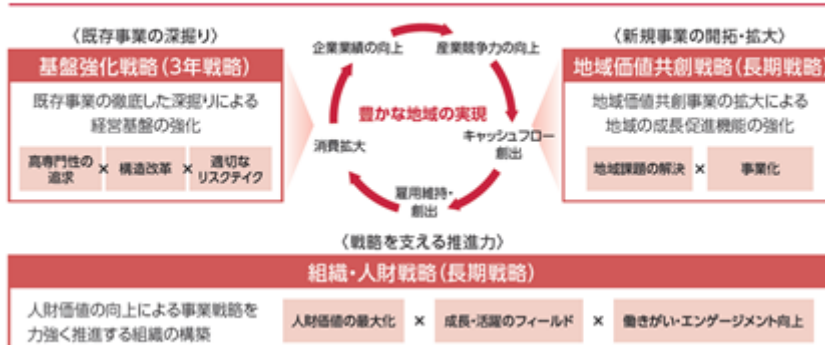 〈既存事業の深掘り〉
基盤強化戦略(3年戦略)
既存事業の徹底した深掘りによる
経営基盤の強化
高専門性の
追求
×
構造改革
×
適切な
リスクテイク
企業業績の向上
産業競争力の向上
豊かな地域の実現
消費拡大
キャッシュフロー
創出
雇用維持・
創出
〈新規事業の開拓・拡大〉
地域価値共創戦略(長期戦略)
地域価値共創事業の拡大による
地域の成長促進機能の強化
地域課題の解決
×
事業化
〈戦略を支える推進力〉
組織・人財戦略(長期戦略)
人財価値の向上による事業戦略を
力強く推進する組織の構築
人財価値の最大化
×
成長・活躍のフィールド
×
働きがい・エンゲージメント向上